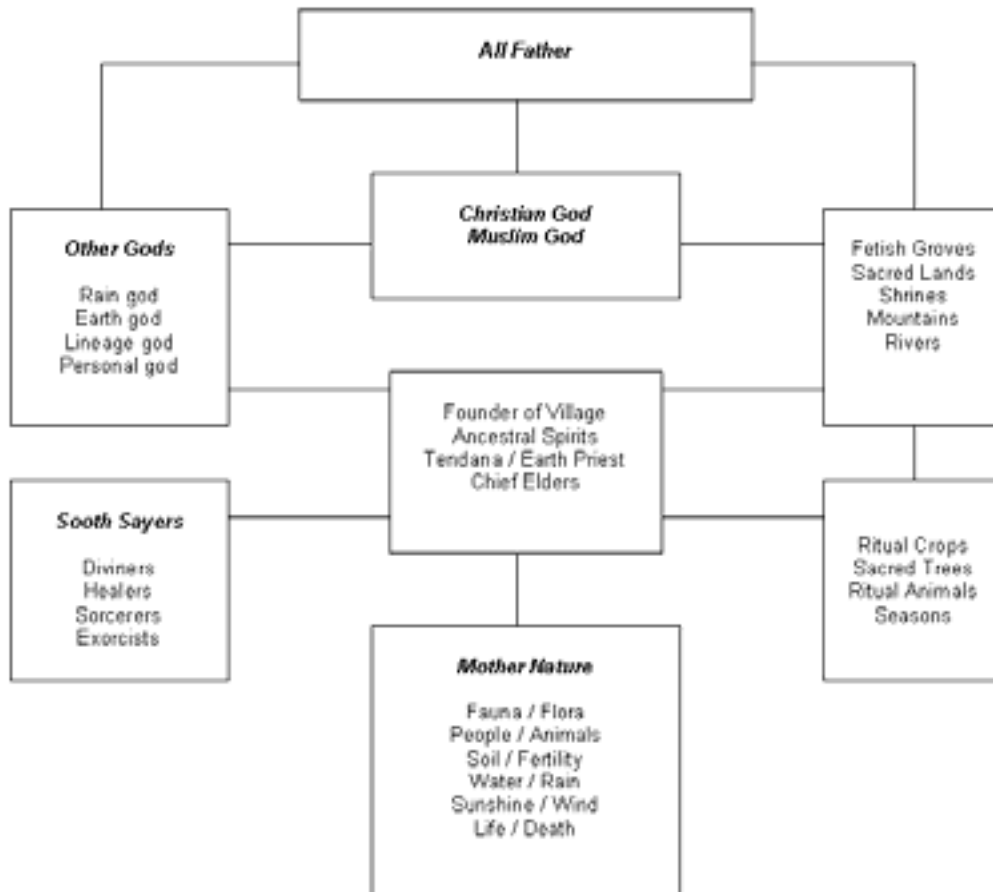 All Father
Christian God
Muslim God
Other Gods
Rain god
Earth god
Lineage god
Personal god
Fetish Groves
Sacred Lands
Shrines
Mountains
Rivers
Founder of Village
Ancestral Spirits
Tendana / Earth Priest
Chief Elders
Sooth Sayers
Diviners
Healers
Sorcerers
Exorcists
Ritual Crops
Sacred Trees
Ritual Animals
Seasons
Mother Nature
Fauna / Flora
People / Animals
Soil / Fertility
Water / Rain
Sunshine / Wind
Life / Death